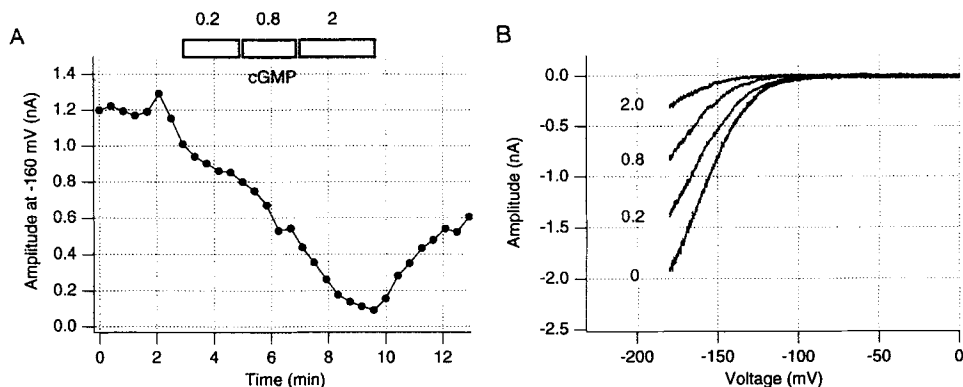 A
0.2 0.8 2
cGMP
1.4
1.2
1.0
0.8
0.6
0.4
0.2
0.0
Amplitude at -160 mV (nA)
0 2 4 6 8 10 12
Time (min)
B
0.0
-0.5
-1.0
-1.5
-2.0
-2.5
Amplitude (nA)
2.0
0.8
0.2
0
-200 -150 -100 -50 0
Voltage (mV)